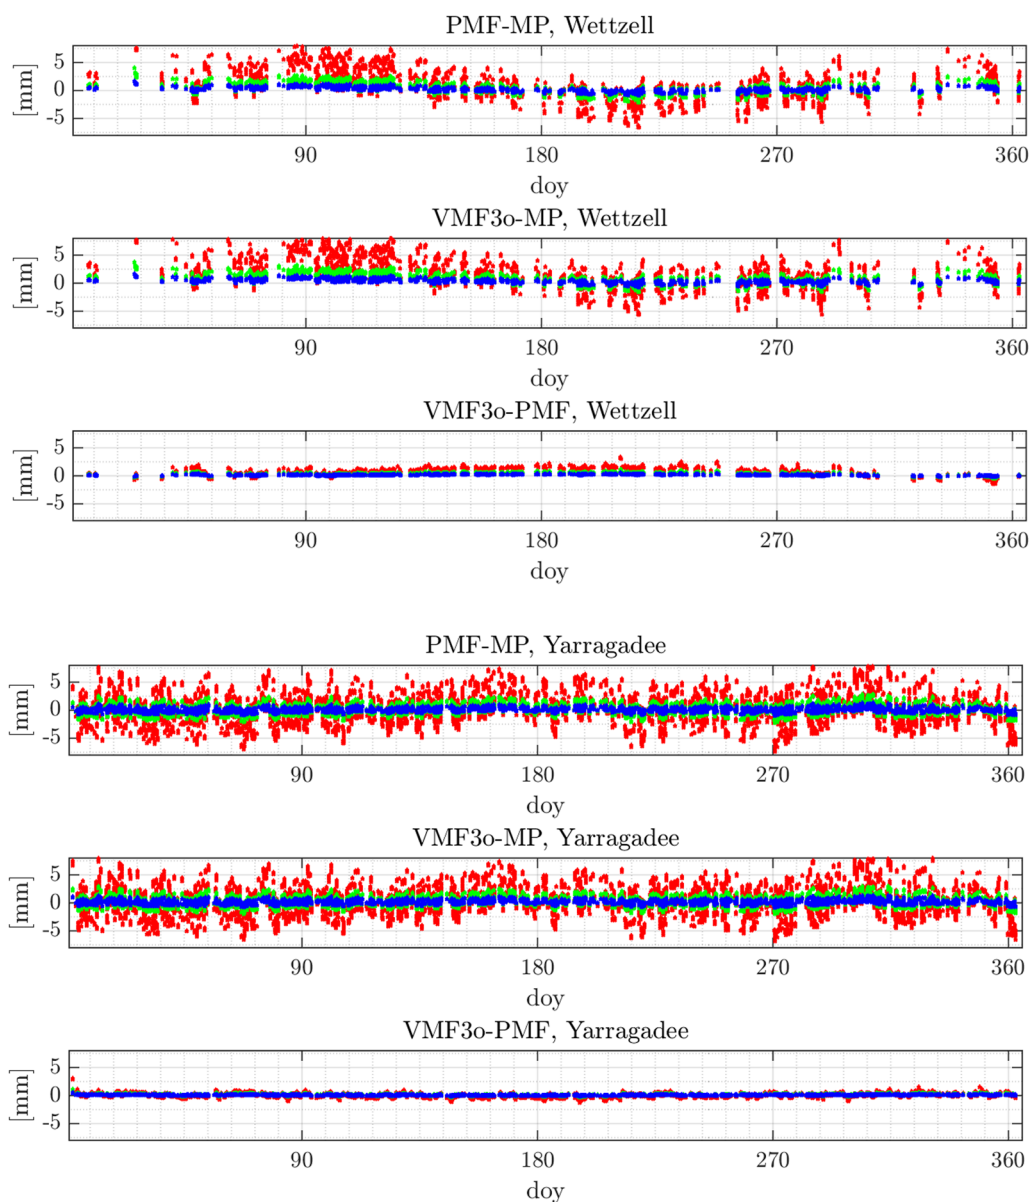 PMF-MP, Wettzell
5
0
-5
[mm]
90 180 270 360
doy
VMF3o-MP, Wettzell
5
0
-5
[mm]
90 180 270 360
doy
VMF3o-PMF, Wettzell
5
0
-5
[mm]
90 180 270 360
doy
PMF-MP, Yarragadee
5
0
-5
[mm]
90 180 270 360
doy
VMF3o-MP, Yarragadee
5
0
-5
[mm]
90 180 270 360
doy
VMF3o-PMF, Yarragadee
5
0
-5
[mm]
90 180 270 360
doy